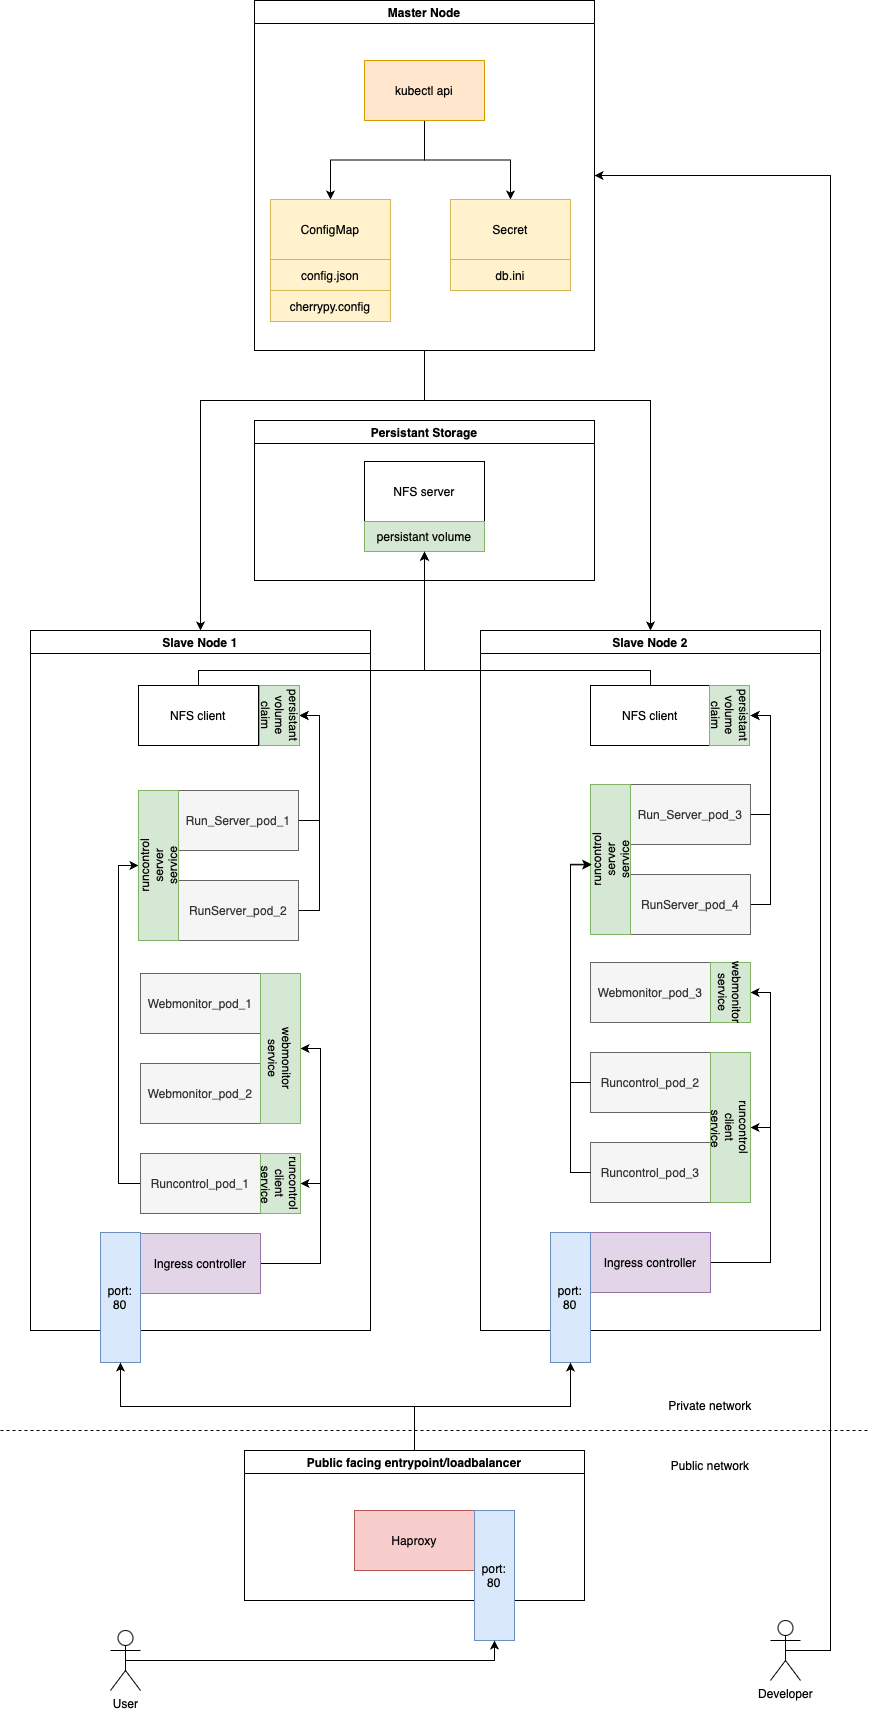 Master Node
kubectl api
ConfigMap
config.json
cherrypy.config
Secret
db.ini
Persistant Storage
NFS server
persistant volume
Slave Node 1
NFS client
persistant
volume
claim
Run_Server_pod_1
RunServer_pod_2
runcontrol
server
service
Webmonitor_pod_1
Webmonitor_pod_2
webmonitor
service
Runcontrol_pod_1
runcontrol
client
service
Ingress controller
port:
80
Slave Node 2
NFS client
persistant
volume
claim
Run_Server_pod_3
RunServer_pod_4
runcontrol
server
service
Webmonitor_pod_3
webmonitor
service
Runcontrol_pod_2
Runcontrol_pod_3
runcontrol
client
service
Ingress controller
port:
80
Private network
Public network
Public facing entrypoint/loadbalancer
Haproxy
port:
80
User
Developer